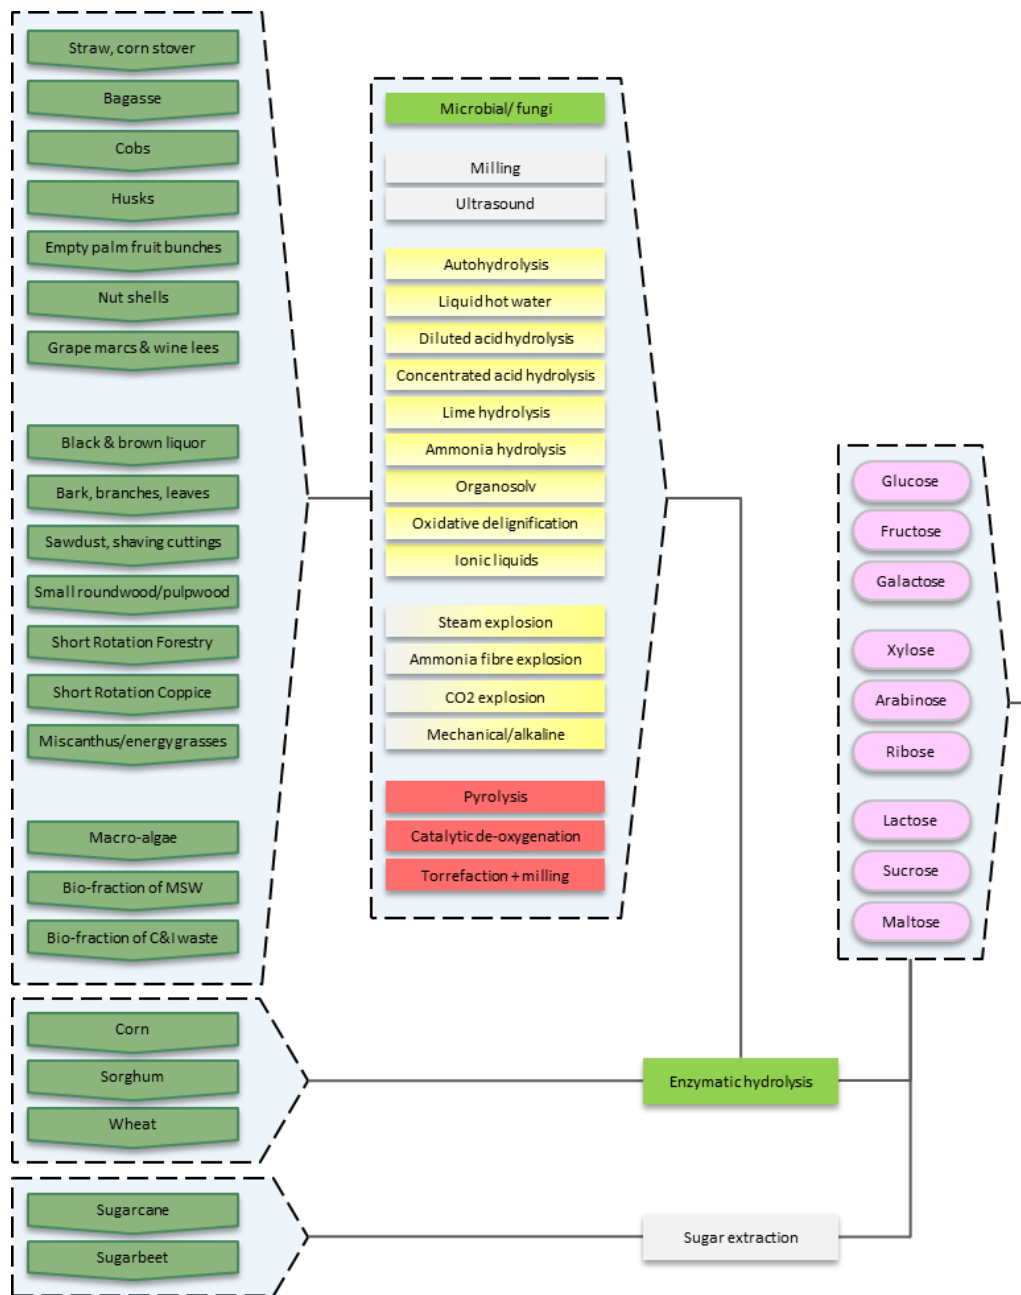 Straw, corn stover
Bagasse
Cobs
Husks
Empty palm fruit bunches
Nut shells
Grape marcs & wine lees
Black & brown liquor
Bark, branches, leaves
Sawdust, shaving cuttings
Small roundwood/pulpwood
Short Rotation Forestry
Short Rotation Coppice
Miscanthus/energy grasses
Macro-algae
Bio-fraction of MSW
Bio-fraction of C&I waste
Corn
Sorghum
Wheat
Sugarcane
Sugarbeet
Microbial/ fungi
Milling
Ultrasound
Autohydrolysis
Liquid hot water
Diluted acid hydrolysis
Concentrated acid hydrolysis
Lime hydrolysis
Ammonia hydrolysis
Organosolv
Oxidative delignification
Ionic liquids
Steam explosion
Ammonia fibre explosion
CO2 explosion
Mechanical/alkaline
Pyrolysis
Catalytic de-oxygenation
Torrefaction + milling
Enzymatic hydrolysis
Sugar extraction
Glucose
Fructose
Galactose
Xylose
Arabinose
Ribose
Lactose
Sucrose
Maltose